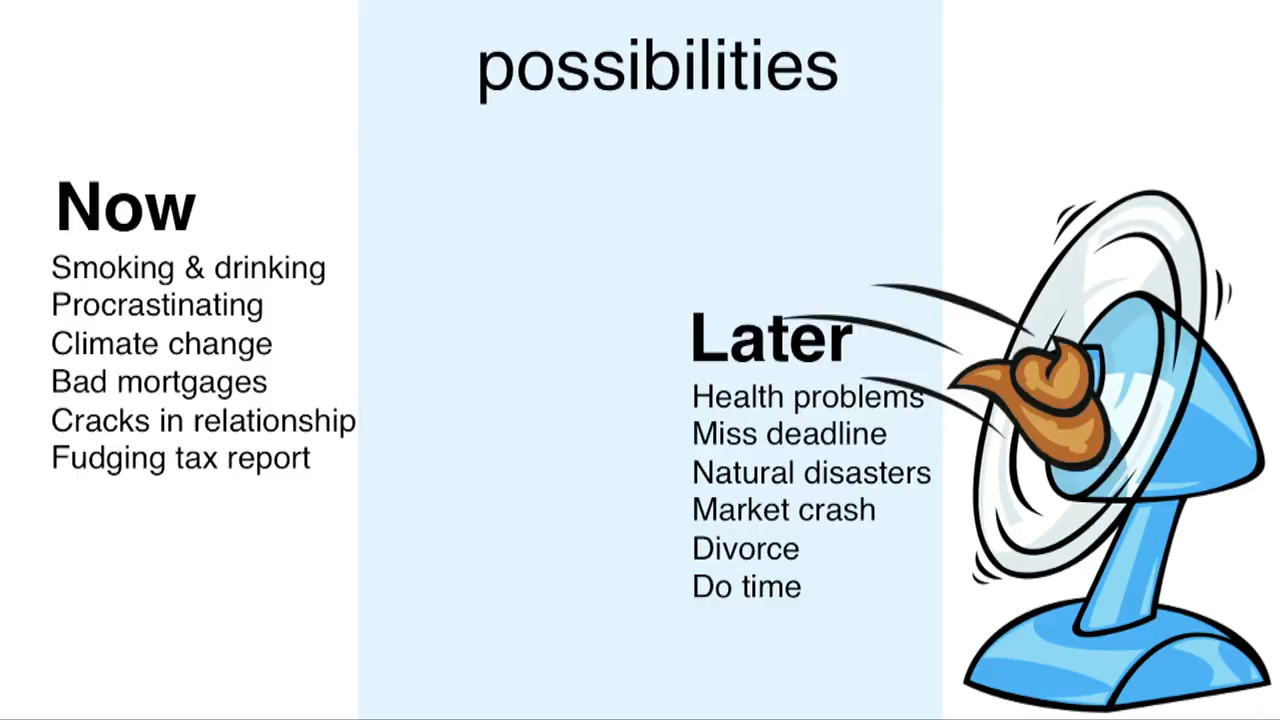 possibilities
Now
Smoking & drinking
Procrastinating
Climate change
Bad mortgages
Cracks in relationship
Fudging tax report
Later
Health problems
Miss deadline
Natural disasters
Market crash
Divorce
Do time